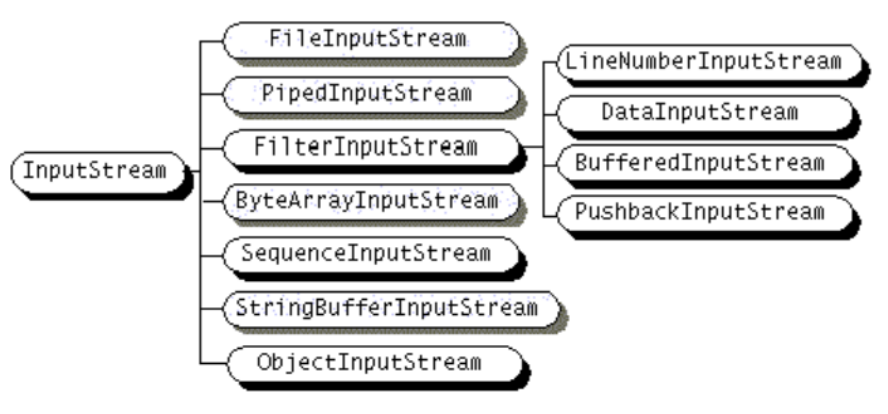 InputStream
FileInputStream
PipedInputStream
FilterInputStream
ByteArrayInputStream
SequenceInputStream
StringBufferInputStream
ObjectInputStream
LineNumberInputStream
DataInputStream
BufferedInputStream
PushbackInputStream